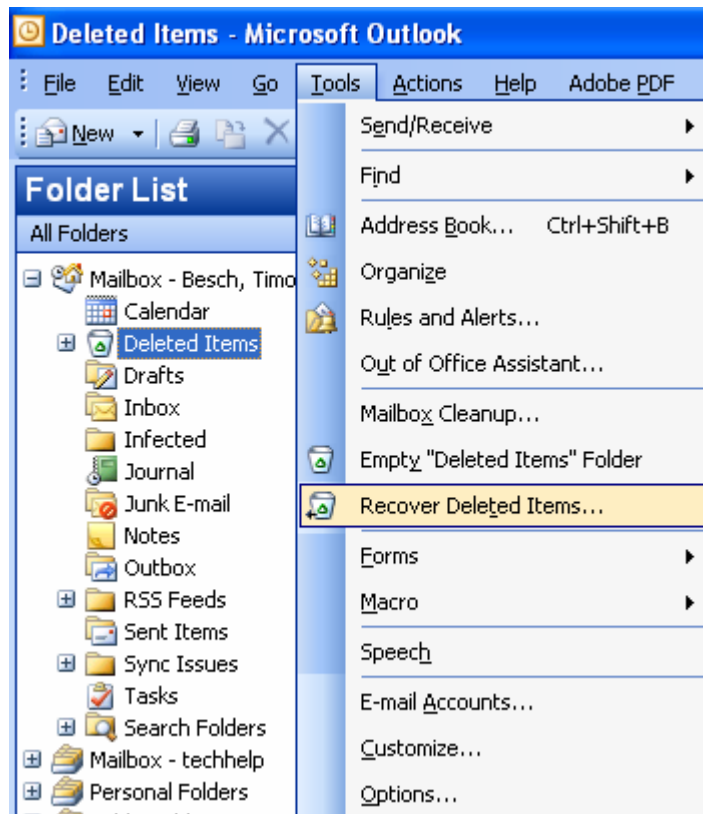 Deleted Items - Microsoft Outlook
File Edit View Go Tools Actions Help Adobe PDF
New
Folder List
All Folders
Mailbox - Besch, Timo
Calendar
Deleted Items
Drafts
Inbox
Infected
Journal
Junk E-mail
Notes
Outbox
RSS Feeds
Sent Items
Sync Issues
Tasks
Search Folders
Mailbox - techhelp
Personal Folders
Send/Receive
Find
Address Book... Ctrl+Shift+B
Organize
Rules and Alerts...
Out of Office Assistant...
Mailbox Cleanup...
Empty "Deleted Items" Folder
Recover Deleted Items...
Forms
Macro
Speech
E-mail Accounts...
Customize...
Options...